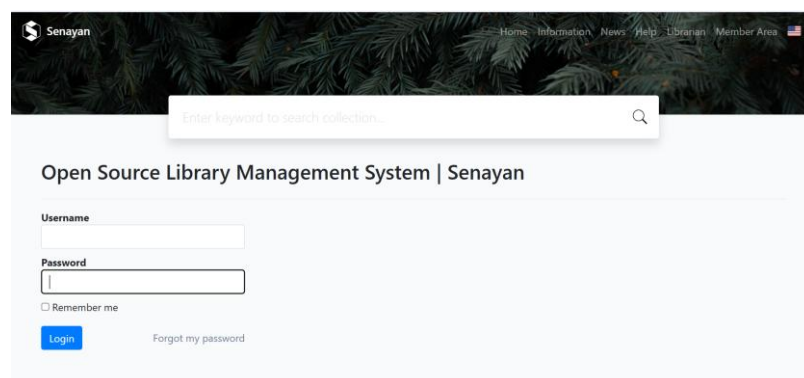 Senayan
Home Information News Help Librarian Member Area
Enter keyword to search collection...
Open Source Library Management System | Senayan
Username
Password
Remember me
Login Forgot my password